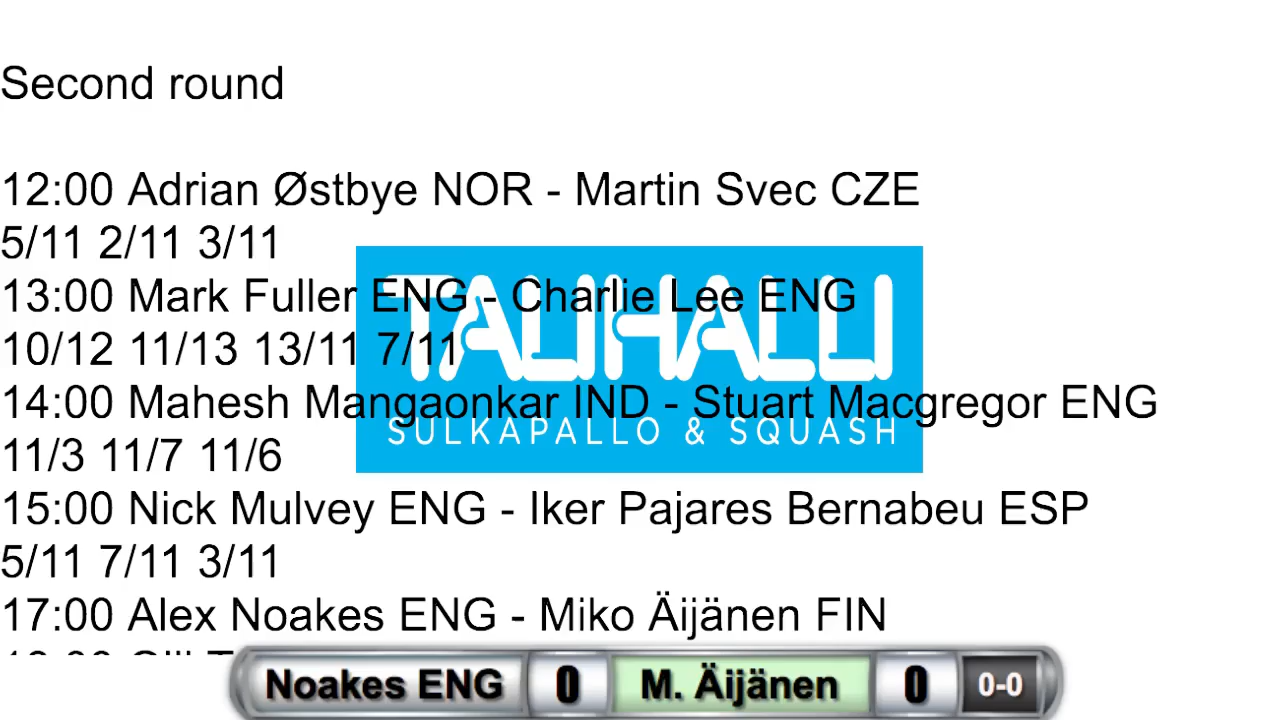 Second round
12:00 Adrian Østbye NOR - Martin Svec CZE
5/11 2/11 3/11
13:00 Mark Fuller ENG - Charlie Lee ENG
10/12 11/13 13/11 7/11
TALIHALLI
14:00 Mahesh Mangaonkar IND - Stuart Macgregor ENG
SULKAPALLO & SQUASH
11/3 11/7 11/6
15:00 Nick Mulvey ENG - Iker Pajares Bernabeu ESP
5/11 7/11 3/11
17:00 Alex Noakes ENG - Miko Äijänen FIN
Noakes ENG 0 M. Äijänen 0 0-0